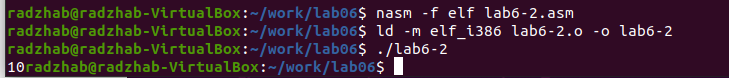 radzhab@radzhab-VirtualBox:~/work/lab06$ nasm -f elf lab6-2.asm
radzhab@radzhab-VirtualBox:~/work/lab06$ ld -m elf_i386 lab6-2.o -o lab6-2
radzhab@radzhab-VirtualBox:~/work/lab06$ ./lab6-2
10radzhab@radzhab-VirtualBox:~/work/lab06$